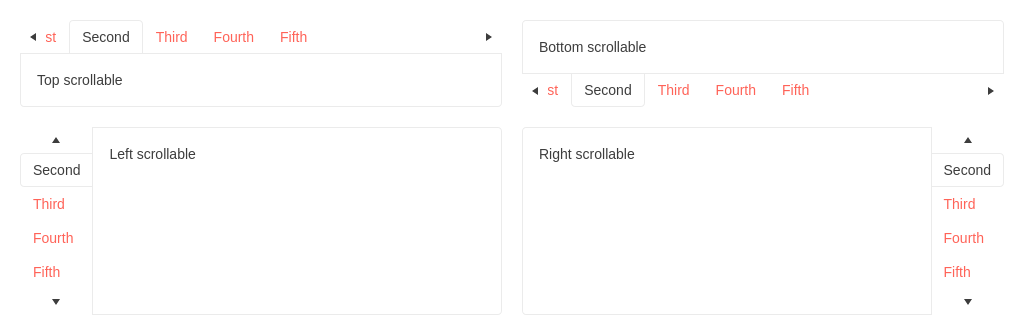 st Second Third Fourth Fifth
Top scrollable
Bottom scrollable
st Second Third Fourth Fifth
Second
Third
Fourth
Fifth
Left scrollable
Right scrollable
Second
Third
Fourth
Fifth